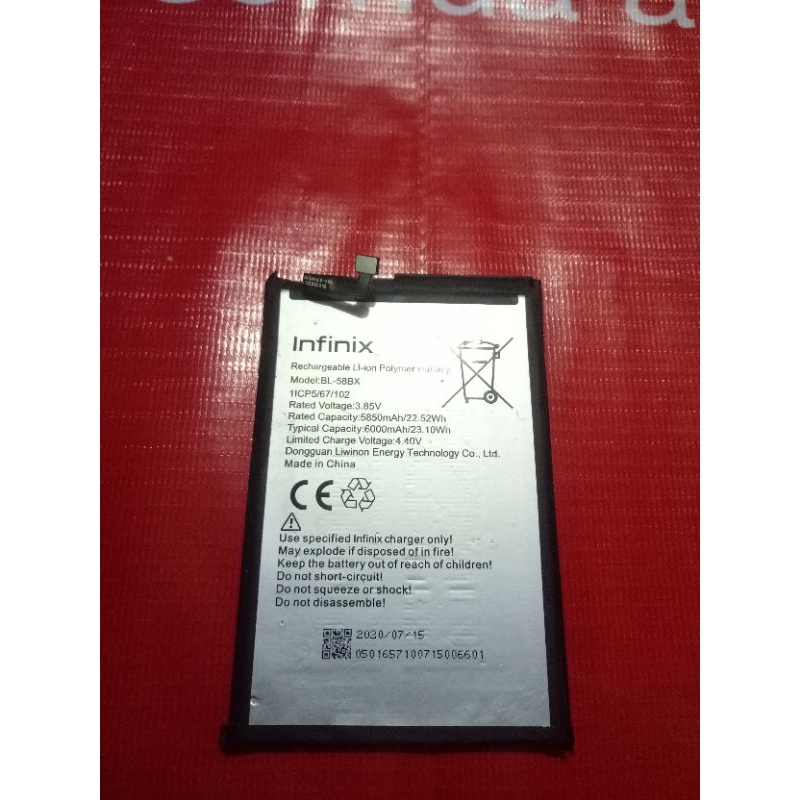 Infinix
Rechargeable Li-ion Polymer Battery
Model:BL-58BX
1ICP5/67/102
Rated Voltage:3.85V
Rated Capacity:5850mAh/22.52Wh
Typical Capacity:6000mAh/23.10Wh
Limited Charge Voltage:4.40V
Dongguan Liwinon Energy Technology Co., Ltd.
Made in China
CE
Use specified Infinix charger only!
May explode if disposed of in fire!
Keep the battery out of reach of children!
Do not short-circuit!
Do not squeeze or shock!
Do not disassemble!
2030/07/15
0501657100715006601